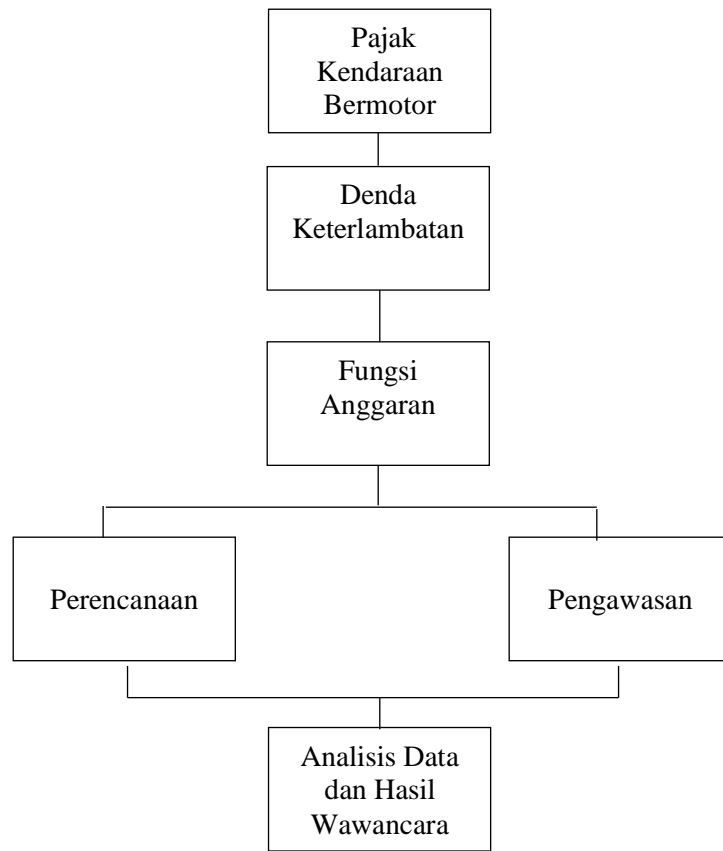 Pajak
Kendaraan
Bermotor
Denda
Keterlambatan
Fungsi
Anggaran
Perencanaan
Pengawasan
Analisis Data
dan Hasil
Wawancara